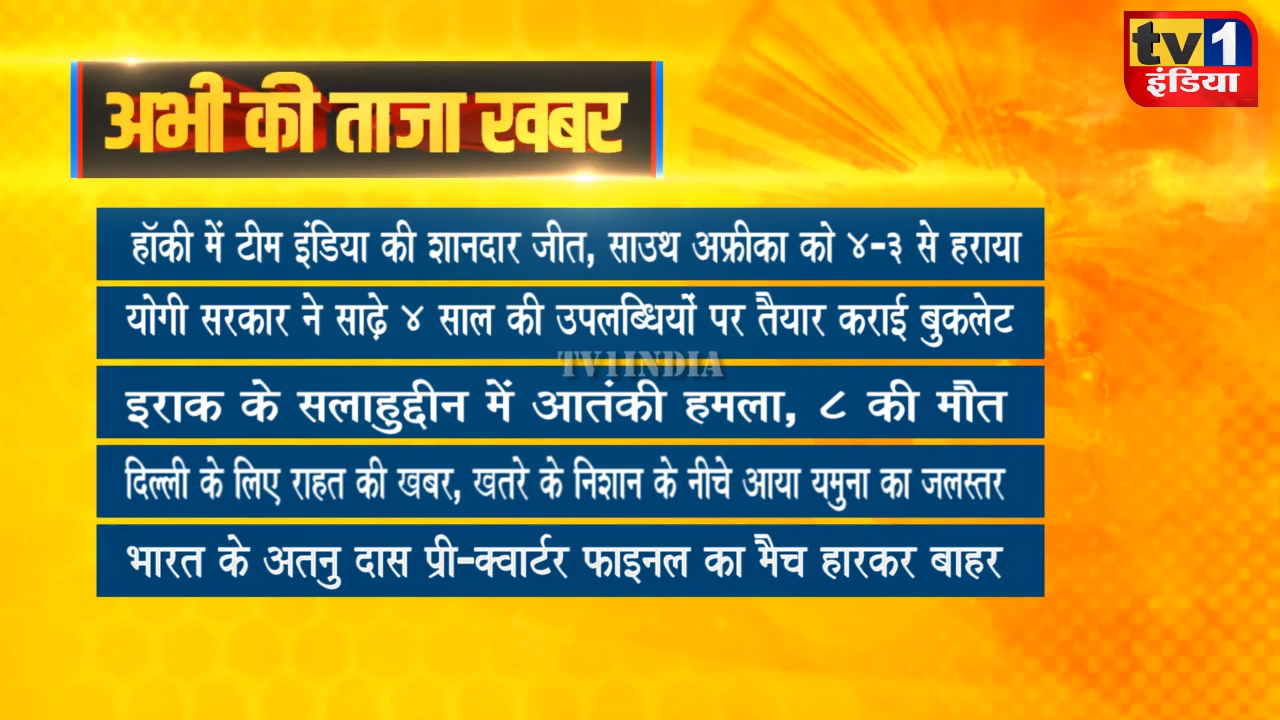 tv1
इंडिया
अभी की ताजा खबर
हॉकी में टीम इंडिया की शानदार जीत, साउथ अफ्रीका को ४-३ से हराया
योगी सरकार ने साढ़े ४ साल की उपलब्धियों पर तैयार कराई बुकलेट
TV1INDIA
इराक के सलाहुद्दीन में आतंकी हमला, ८ की मौत
दिल्ली के लिए राहत की खबर, खतरे के निशान के नीचे आया यमुना का जलस्तर
भारत के अतनु दास प्री-क्वार्टर फाइनल का मैच हारकर बाहर